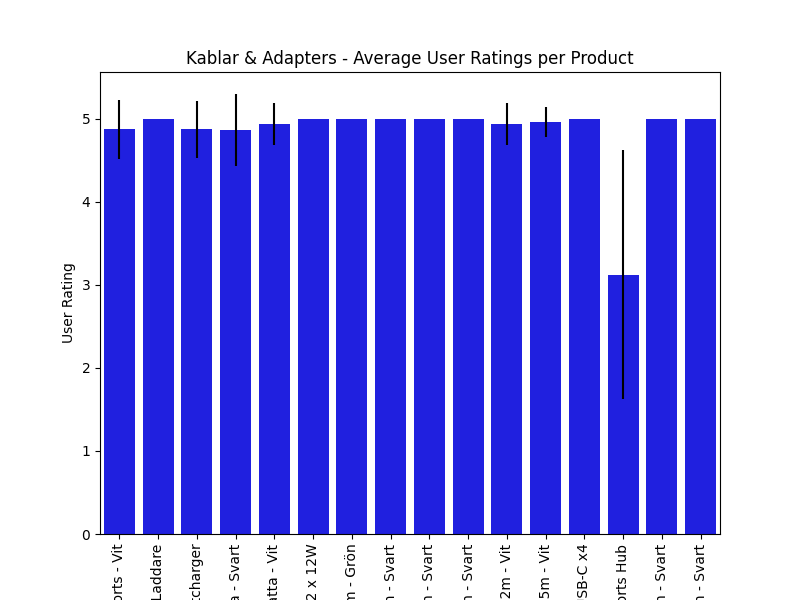 Kablar & Adapters - Average User Ratings per Product
User Rating
5
4
3
2
1
0
orts - Vit
Laddare
charger
a - Svart
atta - Vit
2 x 12W
m - Grön
n - Svart
n - Svart
n - Svart
2m - Vit
5m - Vit
SB-C x4
orts Hub
n - Svart
n - Svart